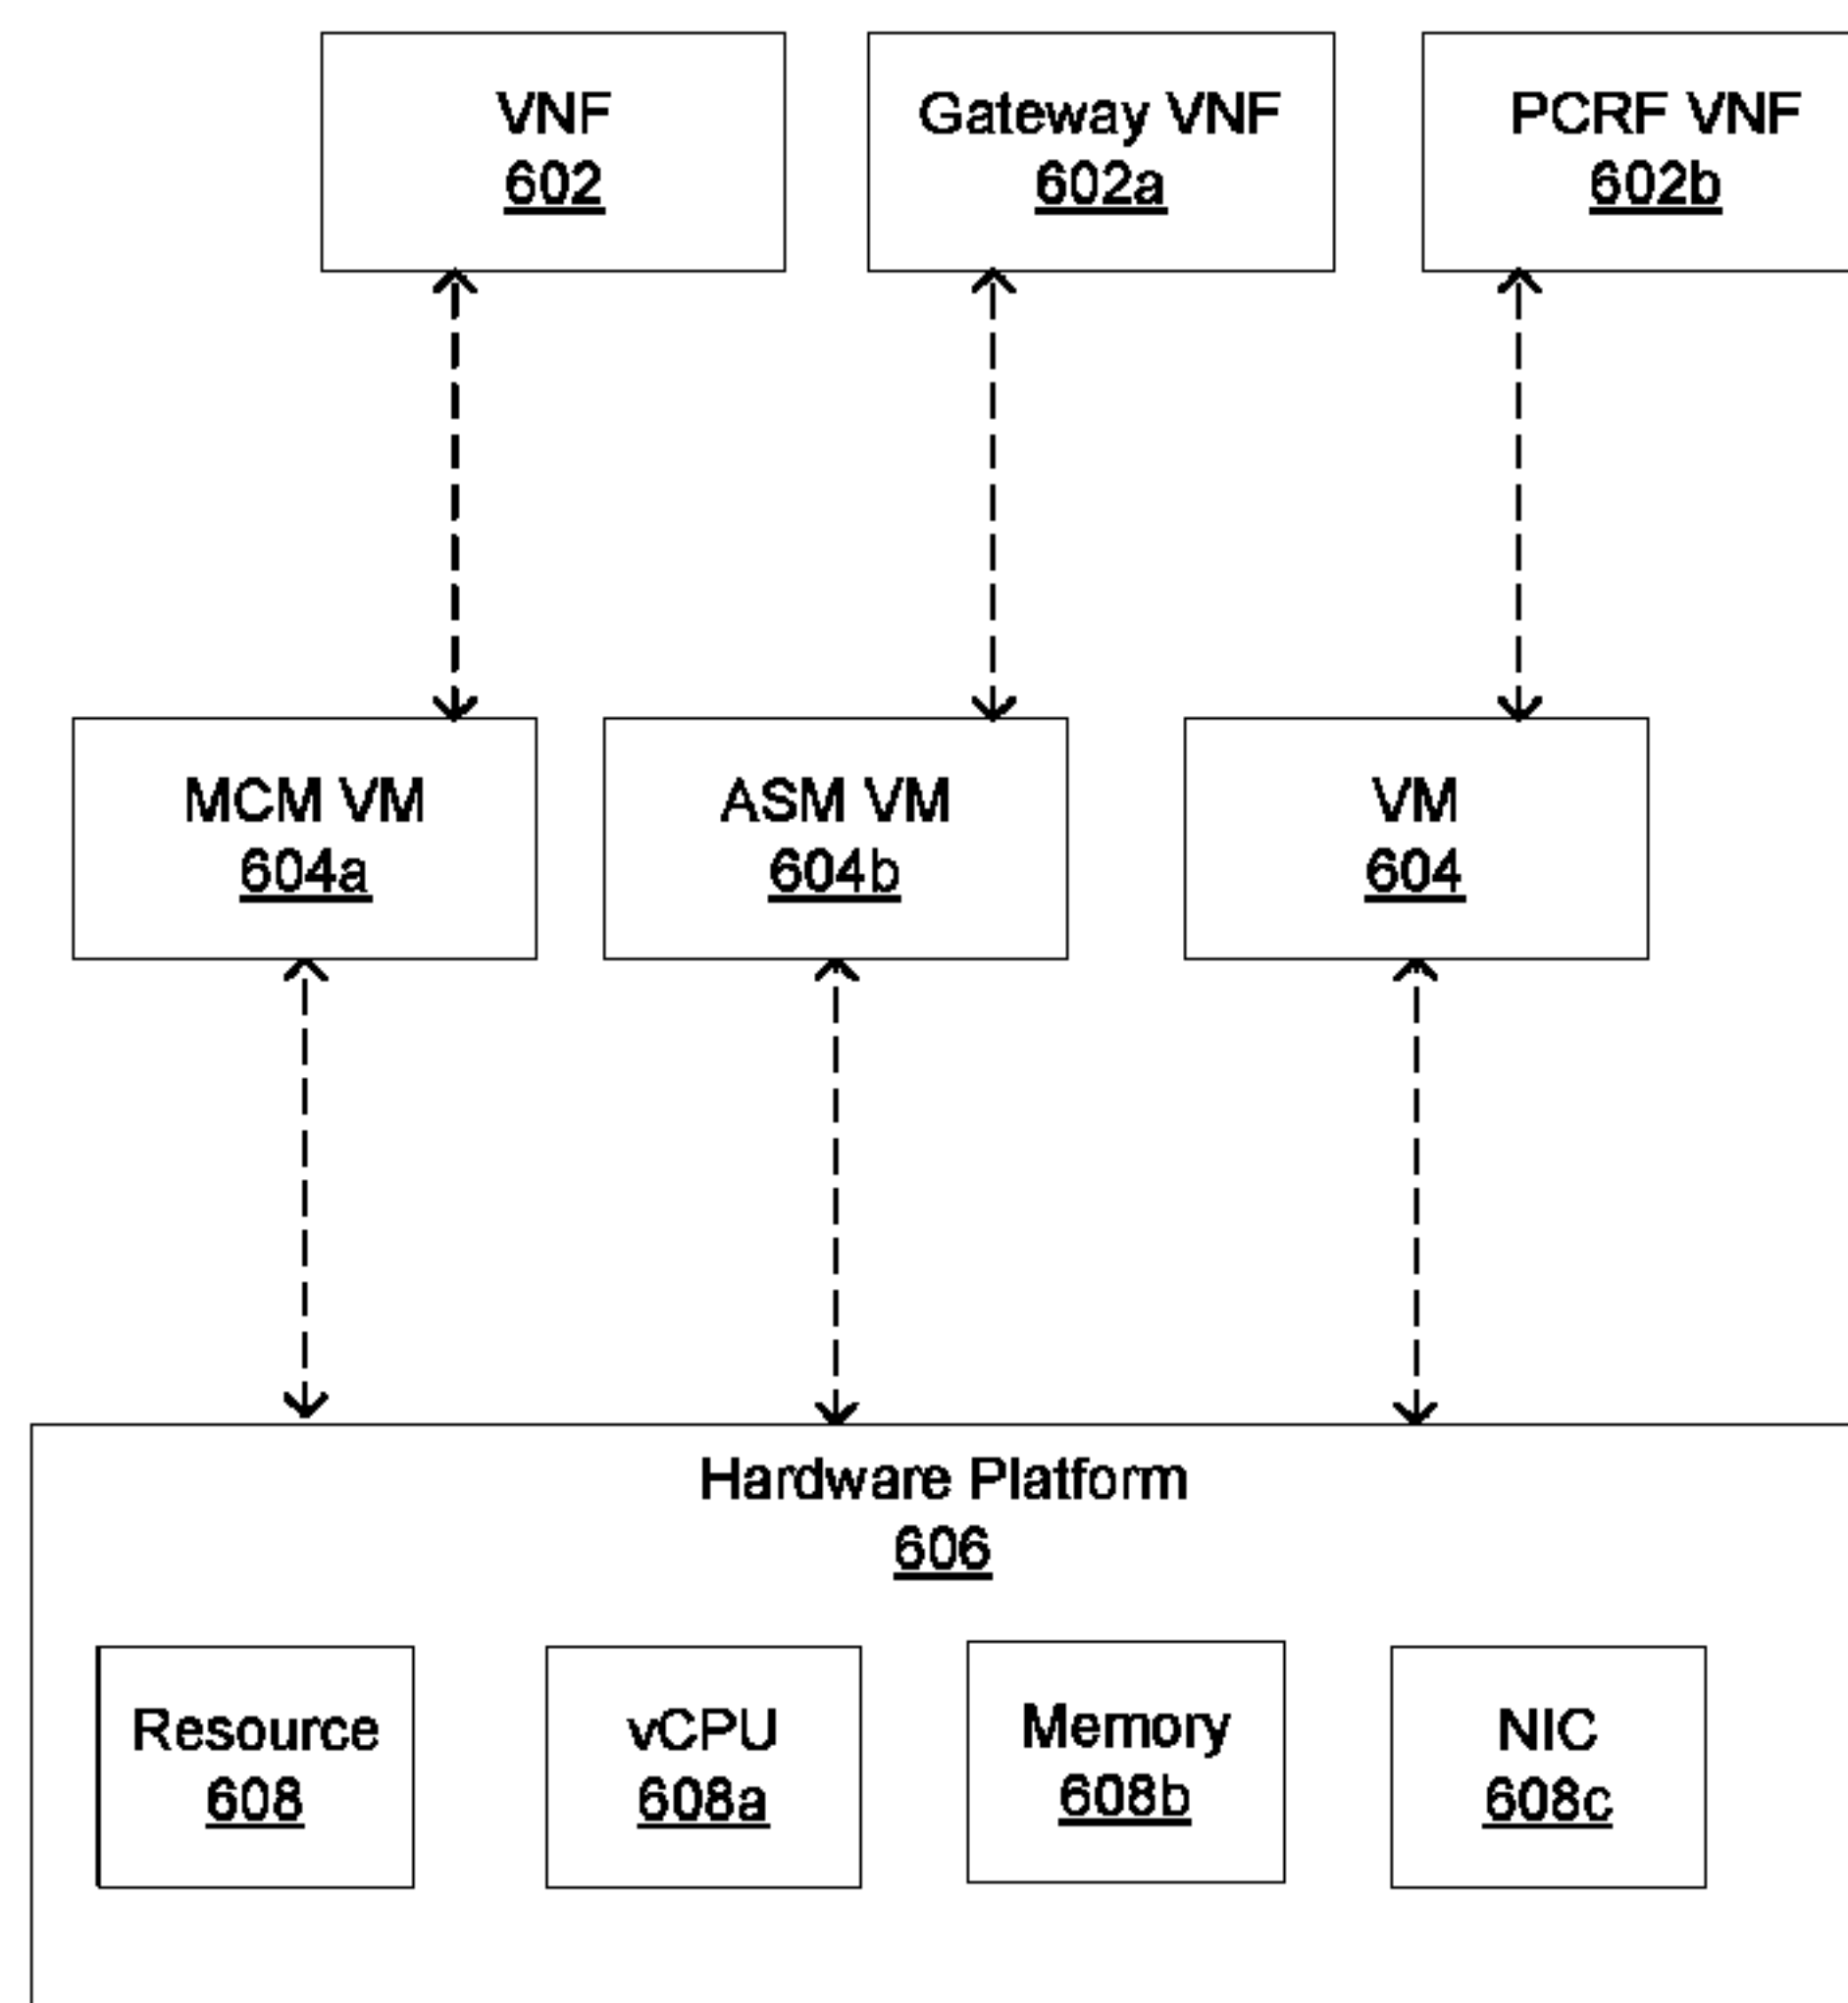 VNF
602
Gateway VNF
602a
PCRF VNF
602b
MCM VM
604a
ASM VM
604b
VM
604
Hardware Platform
606
Resource
608
vCPU
608a
Memory
608b
NIC
608c